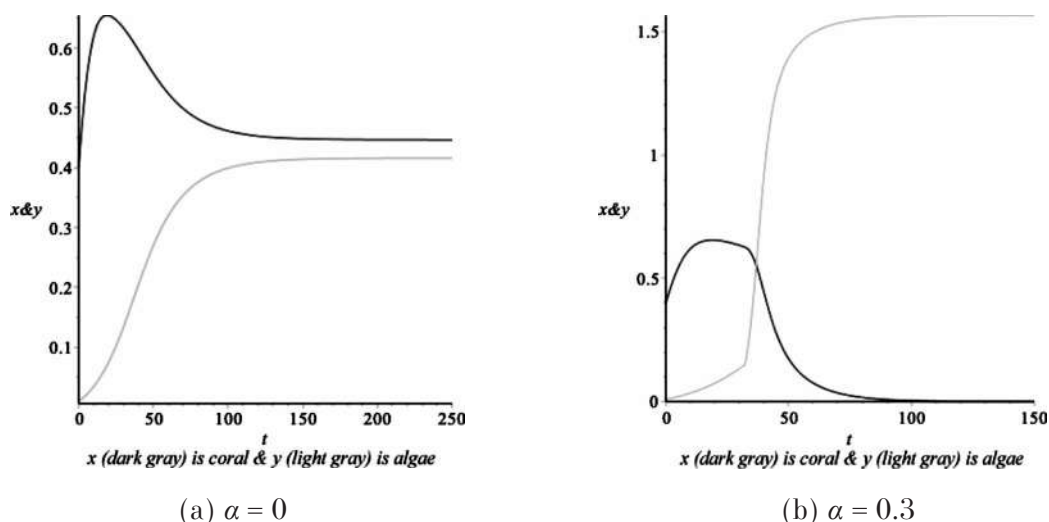 0.6
0.5
0.4
x&y
0.3
0.2
0.1
0 50 100 150 200 250
t
x (dark gray) is coral & y (light gray) is algae
(a) α = 0
1.5
1
x&y
0.5
0
0 50 100 150
t
x (dark gray) is coral & y (light gray) is algae
(b) α = 0.3